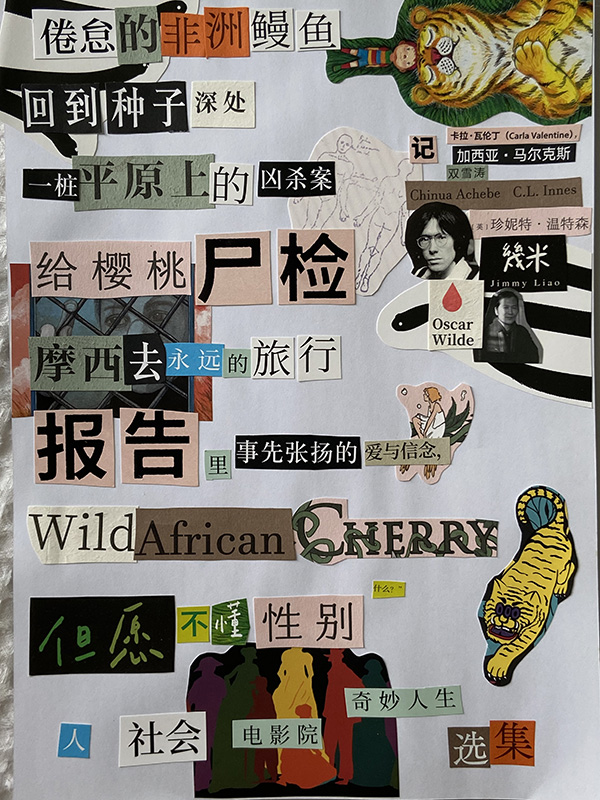 倦怠的非洲鳗鱼
回到种子深处
记
卡拉·瓦伦丁（Carla Valentine），
加西亚·马尔克斯
双雪涛
一桩平原上的凶杀案
Chinua Achebe C.L. Innes
[英] 珍妮特·温特森
给樱桃尸检
幾米
Jimmy Liao
Oscar
Wilde
摩西去永远的旅行
报告里事先张扬的爱与信念，
Wild African CHERRY
什么？"
但愿不懂性别
奇妙人生
人社会电影院选集